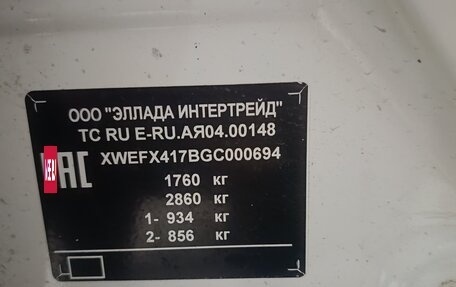 ООО "ЭЛЛАДА ИНТЕРТРЕЙД"
ТС RU E-RU.АЯ04.00148
XWEFX417BGC000694
EAC
1760 кг
2860 кг
1- 934 кг
2- 856 кг